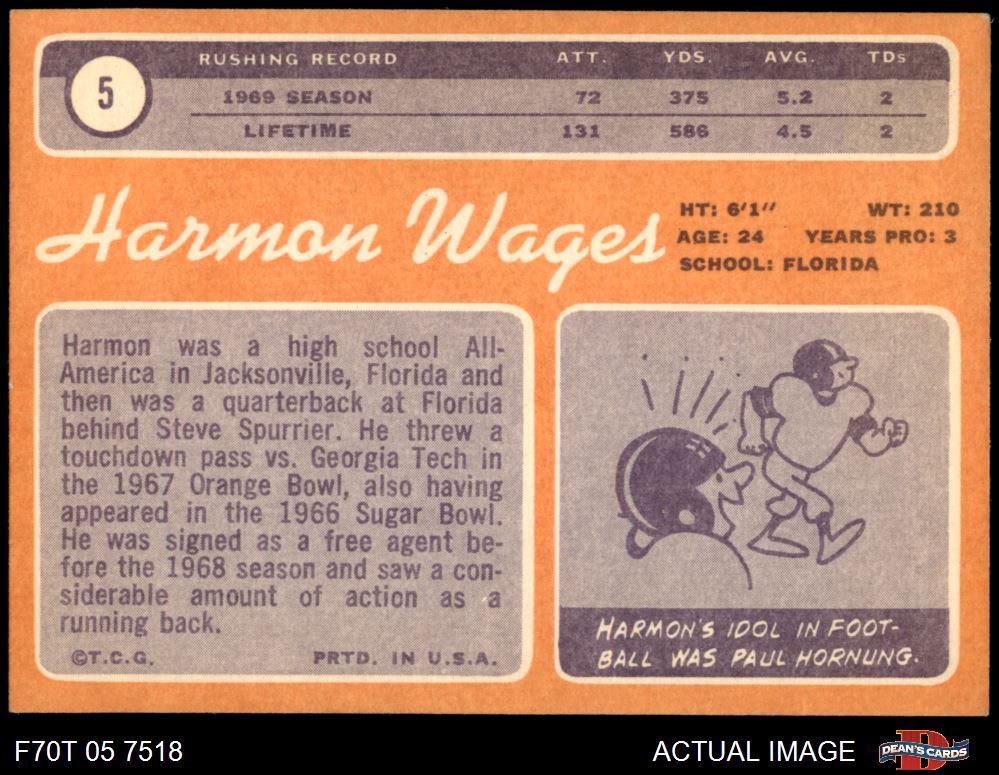 5
RUSHING RECORD ATT. YDS. AVG. TDs
1969 SEASON 72 375 5.2 2
LIFETIME 131 586 4.5 2
Harmon Wages
HT: 6'1" WT: 210
AGE: 24 YEARS PRO: 3
SCHOOL: FLORIDA
Harmon was a high school All-
America in Jacksonville, Florida and
then was a quarterback at Florida
behind Steve Spurrier. He threw a
touchdown pass vs. Georgia Tech in
the 1967 Orange Bowl, also having
appeared in the 1966 Sugar Bowl.
He was signed as a free agent be-
fore the 1968 season and saw a con-
siderable amount of action as a
running back.
©T.C.G. PRTD. IN U.S.A.
HARMON'S IDOL IN FOOT-
BALL WAS PAUL HORNUNG.
F70T 05 7518 ACTUAL IMAGE
D
DEAN'S CARDS